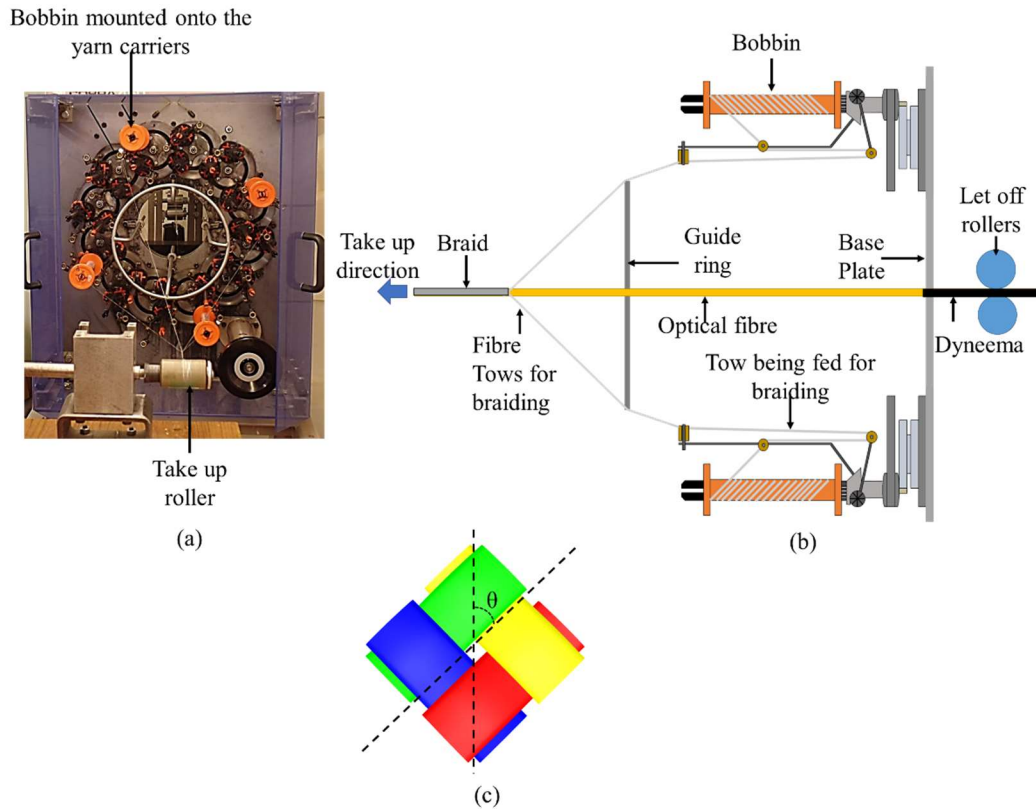 Bobbin mounted onto the
yarn carriers
Take up
roller
(a)
Bobbin
Let off
rollers
Take up
direction
Braid
Guide
ring
Base
Plate
Optical fibre
Dyneema
Fibre
Tows for
braiding
Tow being fed for
braiding
(b)
θ
(c)